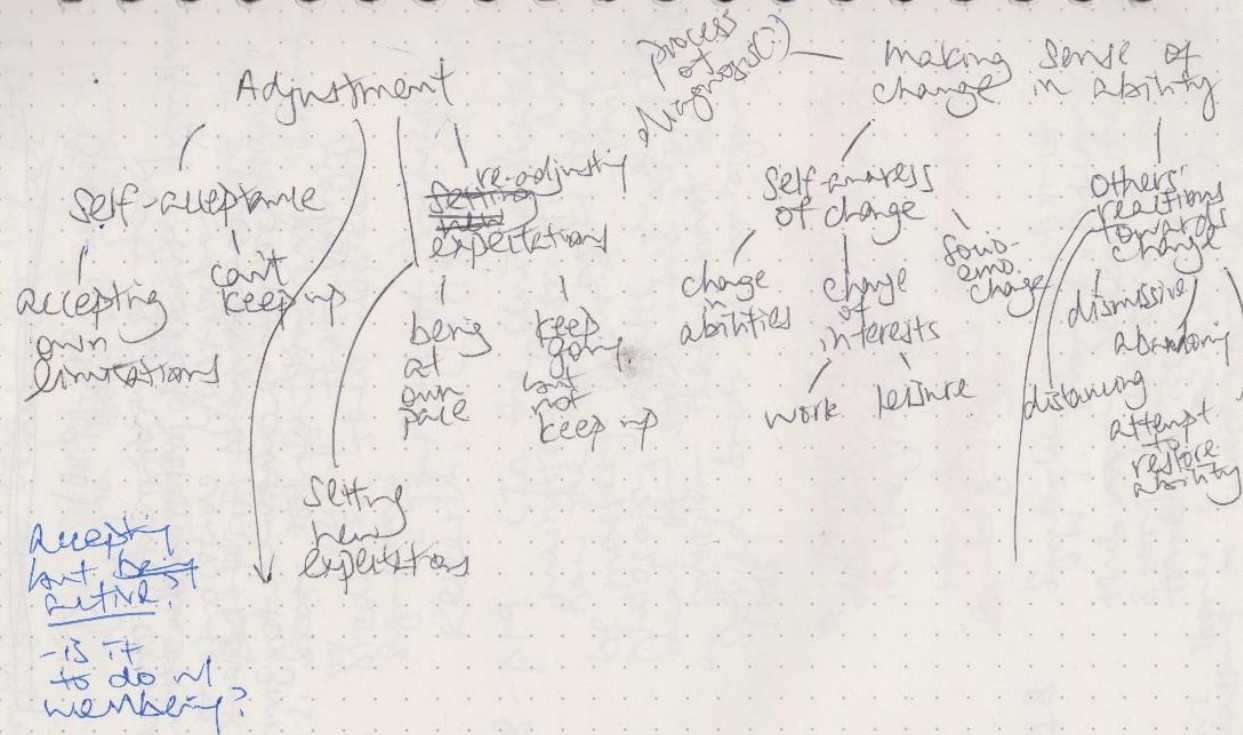 Adjustment
self-acceptance
accepting
own
limitations
can't
keep up
re-adjusting
setting
new
expectations
being
at
own
pace
keep
going
but
not
keep up
setting
new
expectations
accepting
but being
active?
-is it
to do w/
wellbeing?
process
of
diagnosis(?)
making sense of
change in ability
self-awaress
of change
change
in
abilities
change
of
interests
work
leisure
socio-
emo.
change
others'
reactions
towards
change
dismissive
abandoning
distancing
attempt
to
restore
ability